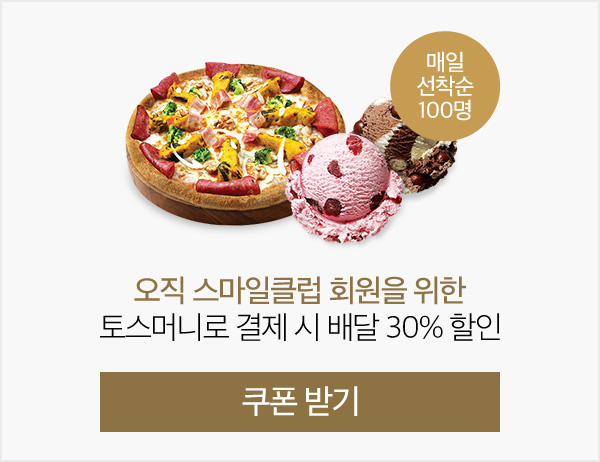 매일
선착순
100명
오직 스마일클럽 회원을 위한
토스머니로 결제 시 배달 30% 할인
쿠폰 받기